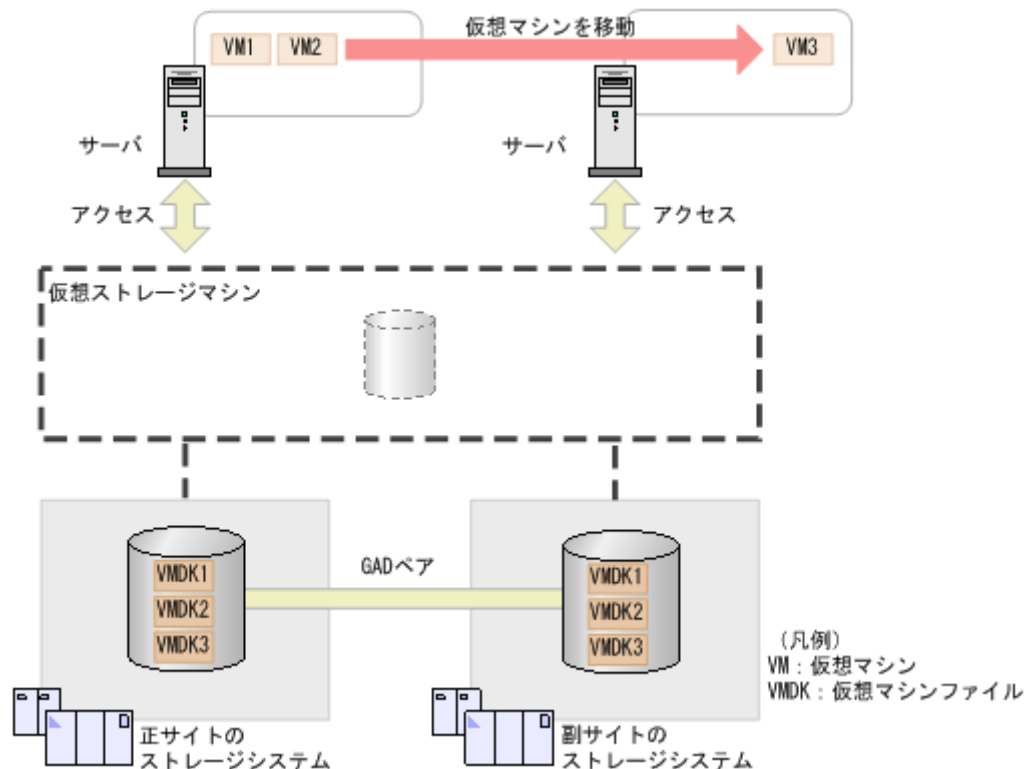 仮想マシンを移動
VM1
VM2
VM3
サーバ
サーバ
アクセス
アクセス
仮想ストレージマシン
GADペア
VMDK1
VMDK2
VMDK3
VMDK1
VMDK2
VMDK3
(凡例)
VM:仮想マシン
VMDK:仮想マシンファイル
正サイトの
ストレージシステム
副サイトの
ストレージシステム